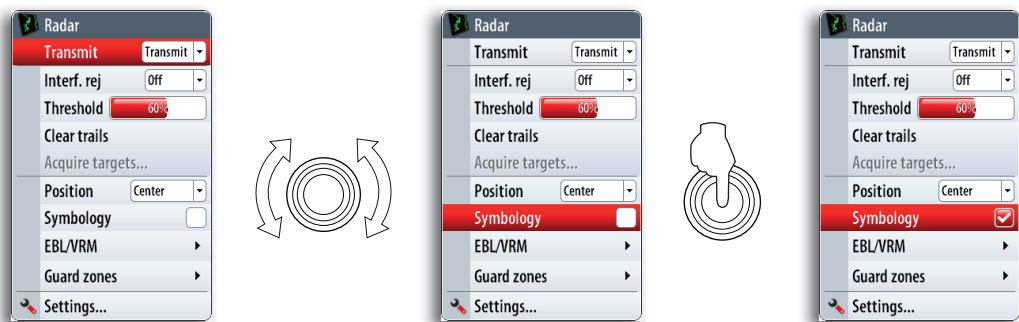 Radar
Transmit Transmit
Interf. rej Off
Threshold 60%
Clear trails
Acquire targets...
Position Center
Symbology
EBL/VRM
Guard zones
Settings...
Radar
Transmit Transmit
Interf. rej Off
Threshold 60%
Clear trails
Acquire targets...
Position Center
Symbology
EBL/VRM
Guard zones
Settings...
Radar
Transmit Transmit
Interf. rej Off
Threshold 60%
Clear trails
Acquire targets...
Position Center
Symbology
EBL/VRM
Guard zones
Settings...